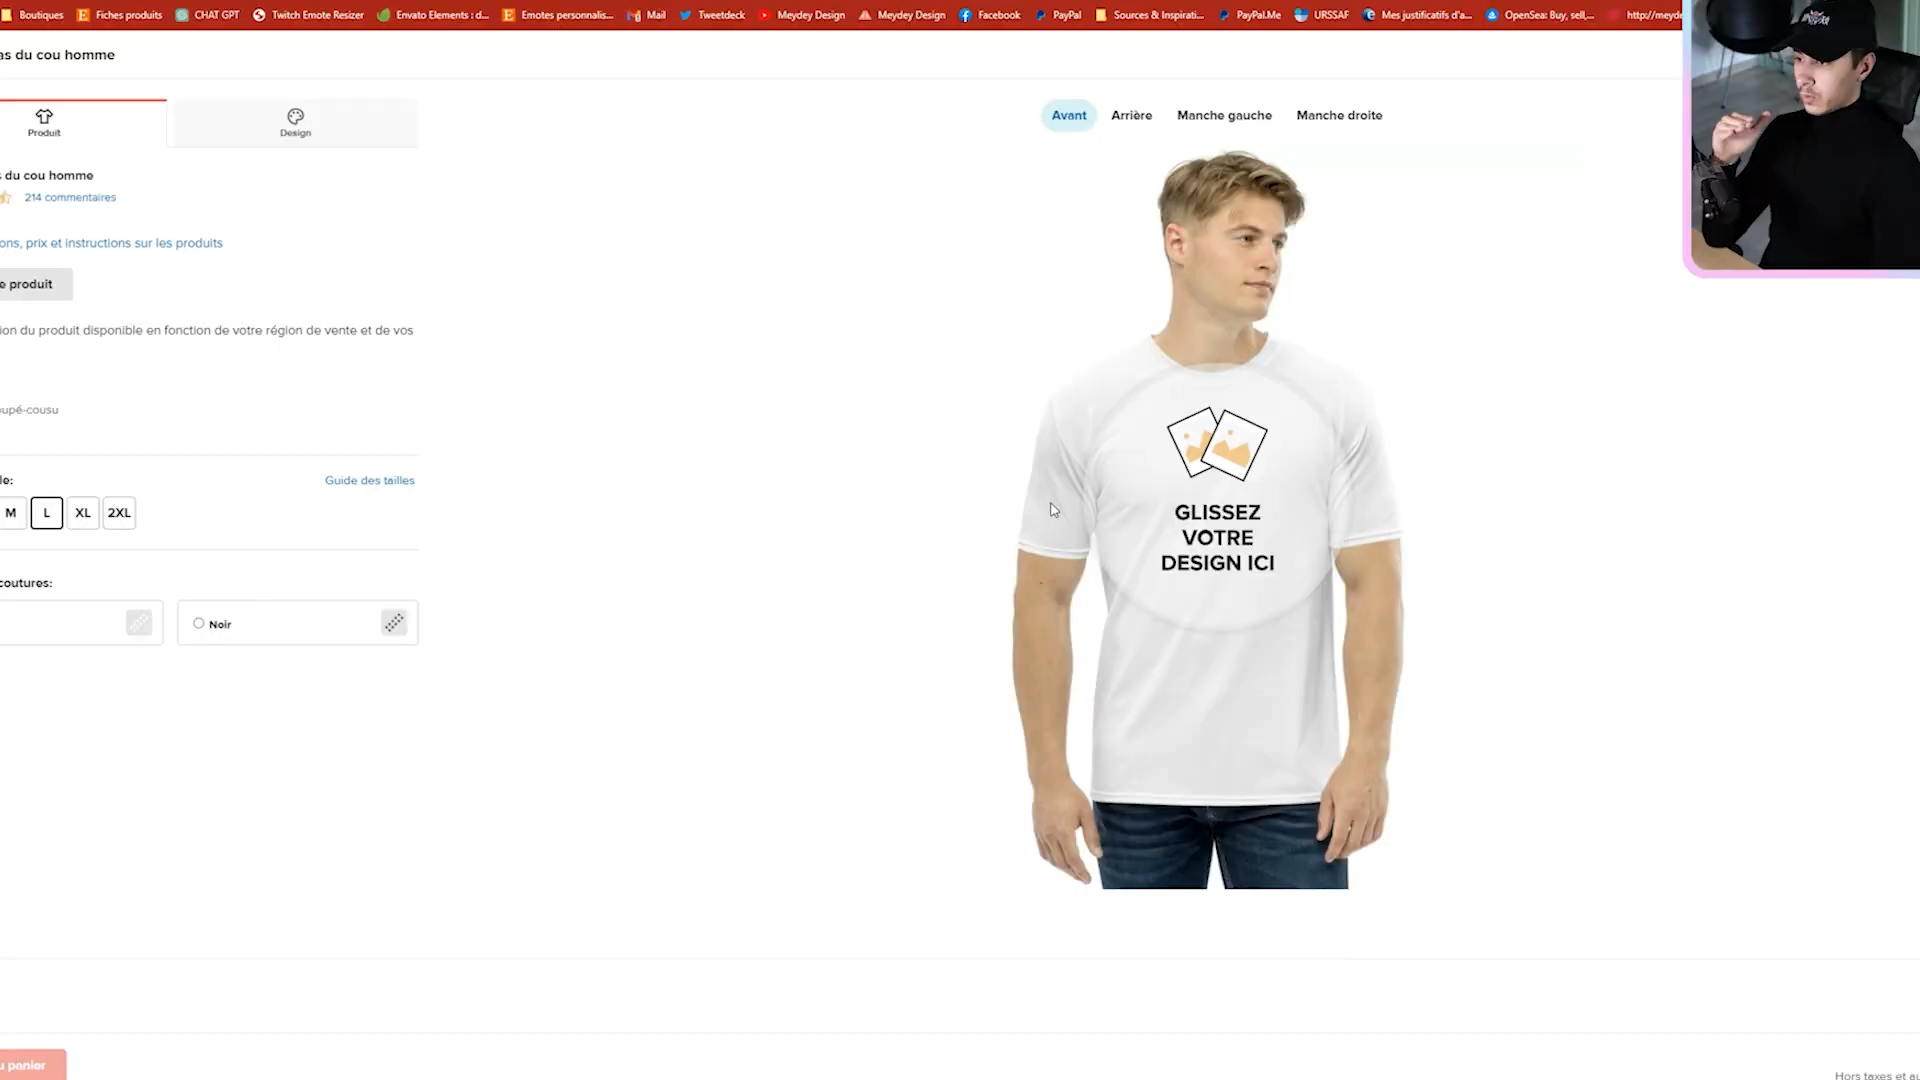 Boutiques
Fiches produits
CHAT GPT
Twitch Emote Resizer
Envato Elements : d...
Emotes personnalis...
Mail
Tweetdeck
Meydey Design
Meydey Design
Facebook
PayPal
Sources & Inspirati...
PayPal.Me
URSSAF
Mes justificatifs d'a...
OpenSea: Buy, sell,...
http://meyde
as du cou homme
Produit
Design
Avant
Arrière
Manche gauche
Manche droite
s du cou homme
214 commentaires
ons, prix et instructions sur les produits
e produit
ion du produit disponible en fonction de votre région de vente et de vos
oupé-cousu
le:
Guide des tailles
M
L
XL
2XL
coutures:
Noir
GLISSEZ
VOTRE
DESIGN ICI
u panier
Hors taxes et au